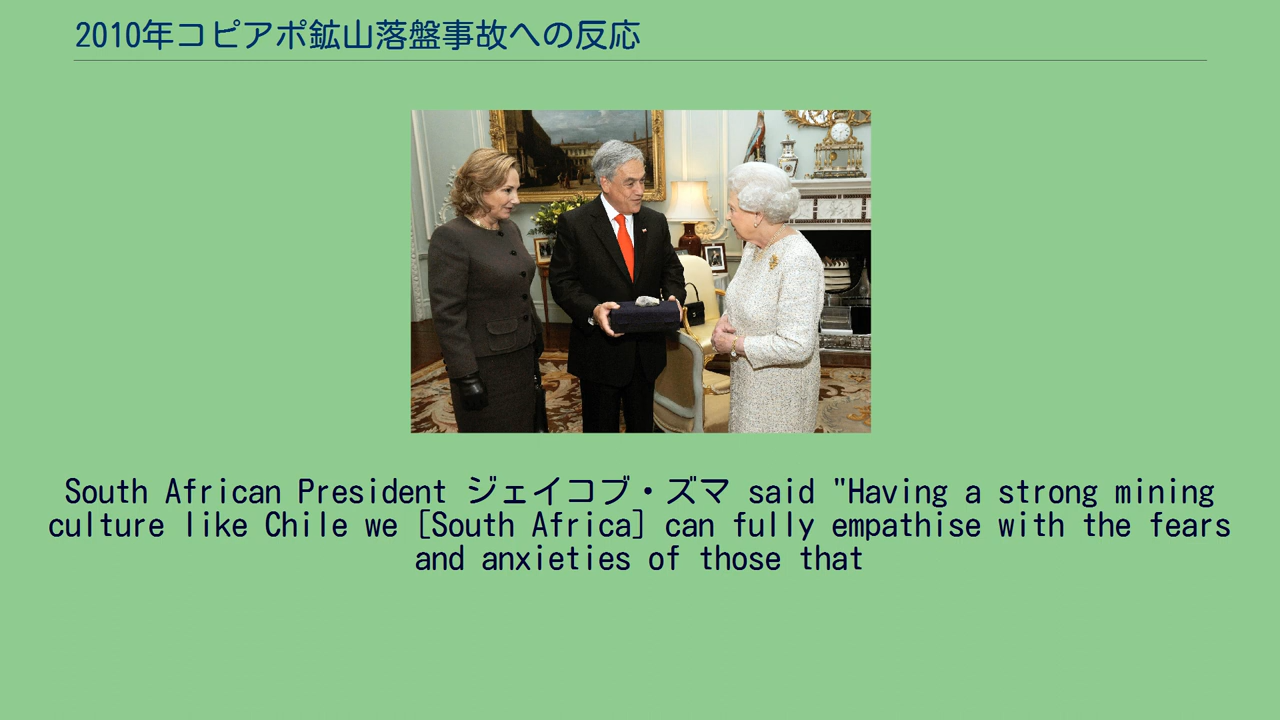 2010年コピアポ鉱山落盤事故への反応
South African President ジェイコブ・ズマ said "Having a strong mining
culture like Chile we [South Africa] can fully empathise with the fears
and anxieties of those that